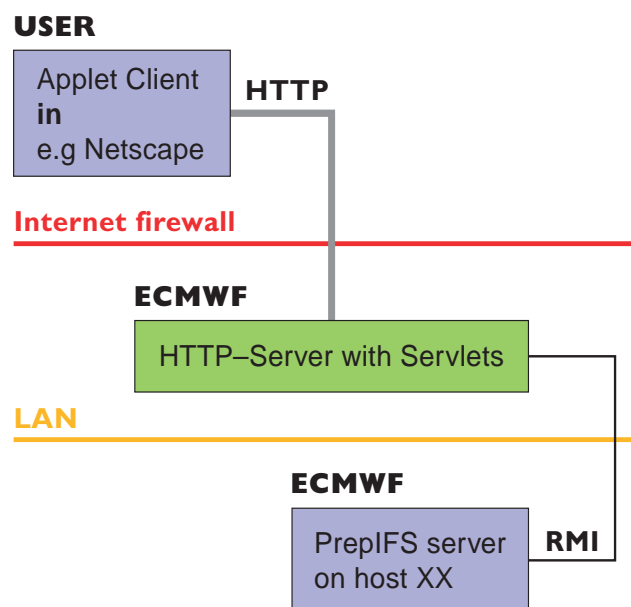 USER
Applet Client
in
e.g Netscape
HTTP
Internet firewall
ECMWF
HTTP–Server with Servlets
LAN
ECMWF
PrepIFS server
on host XX
RMI